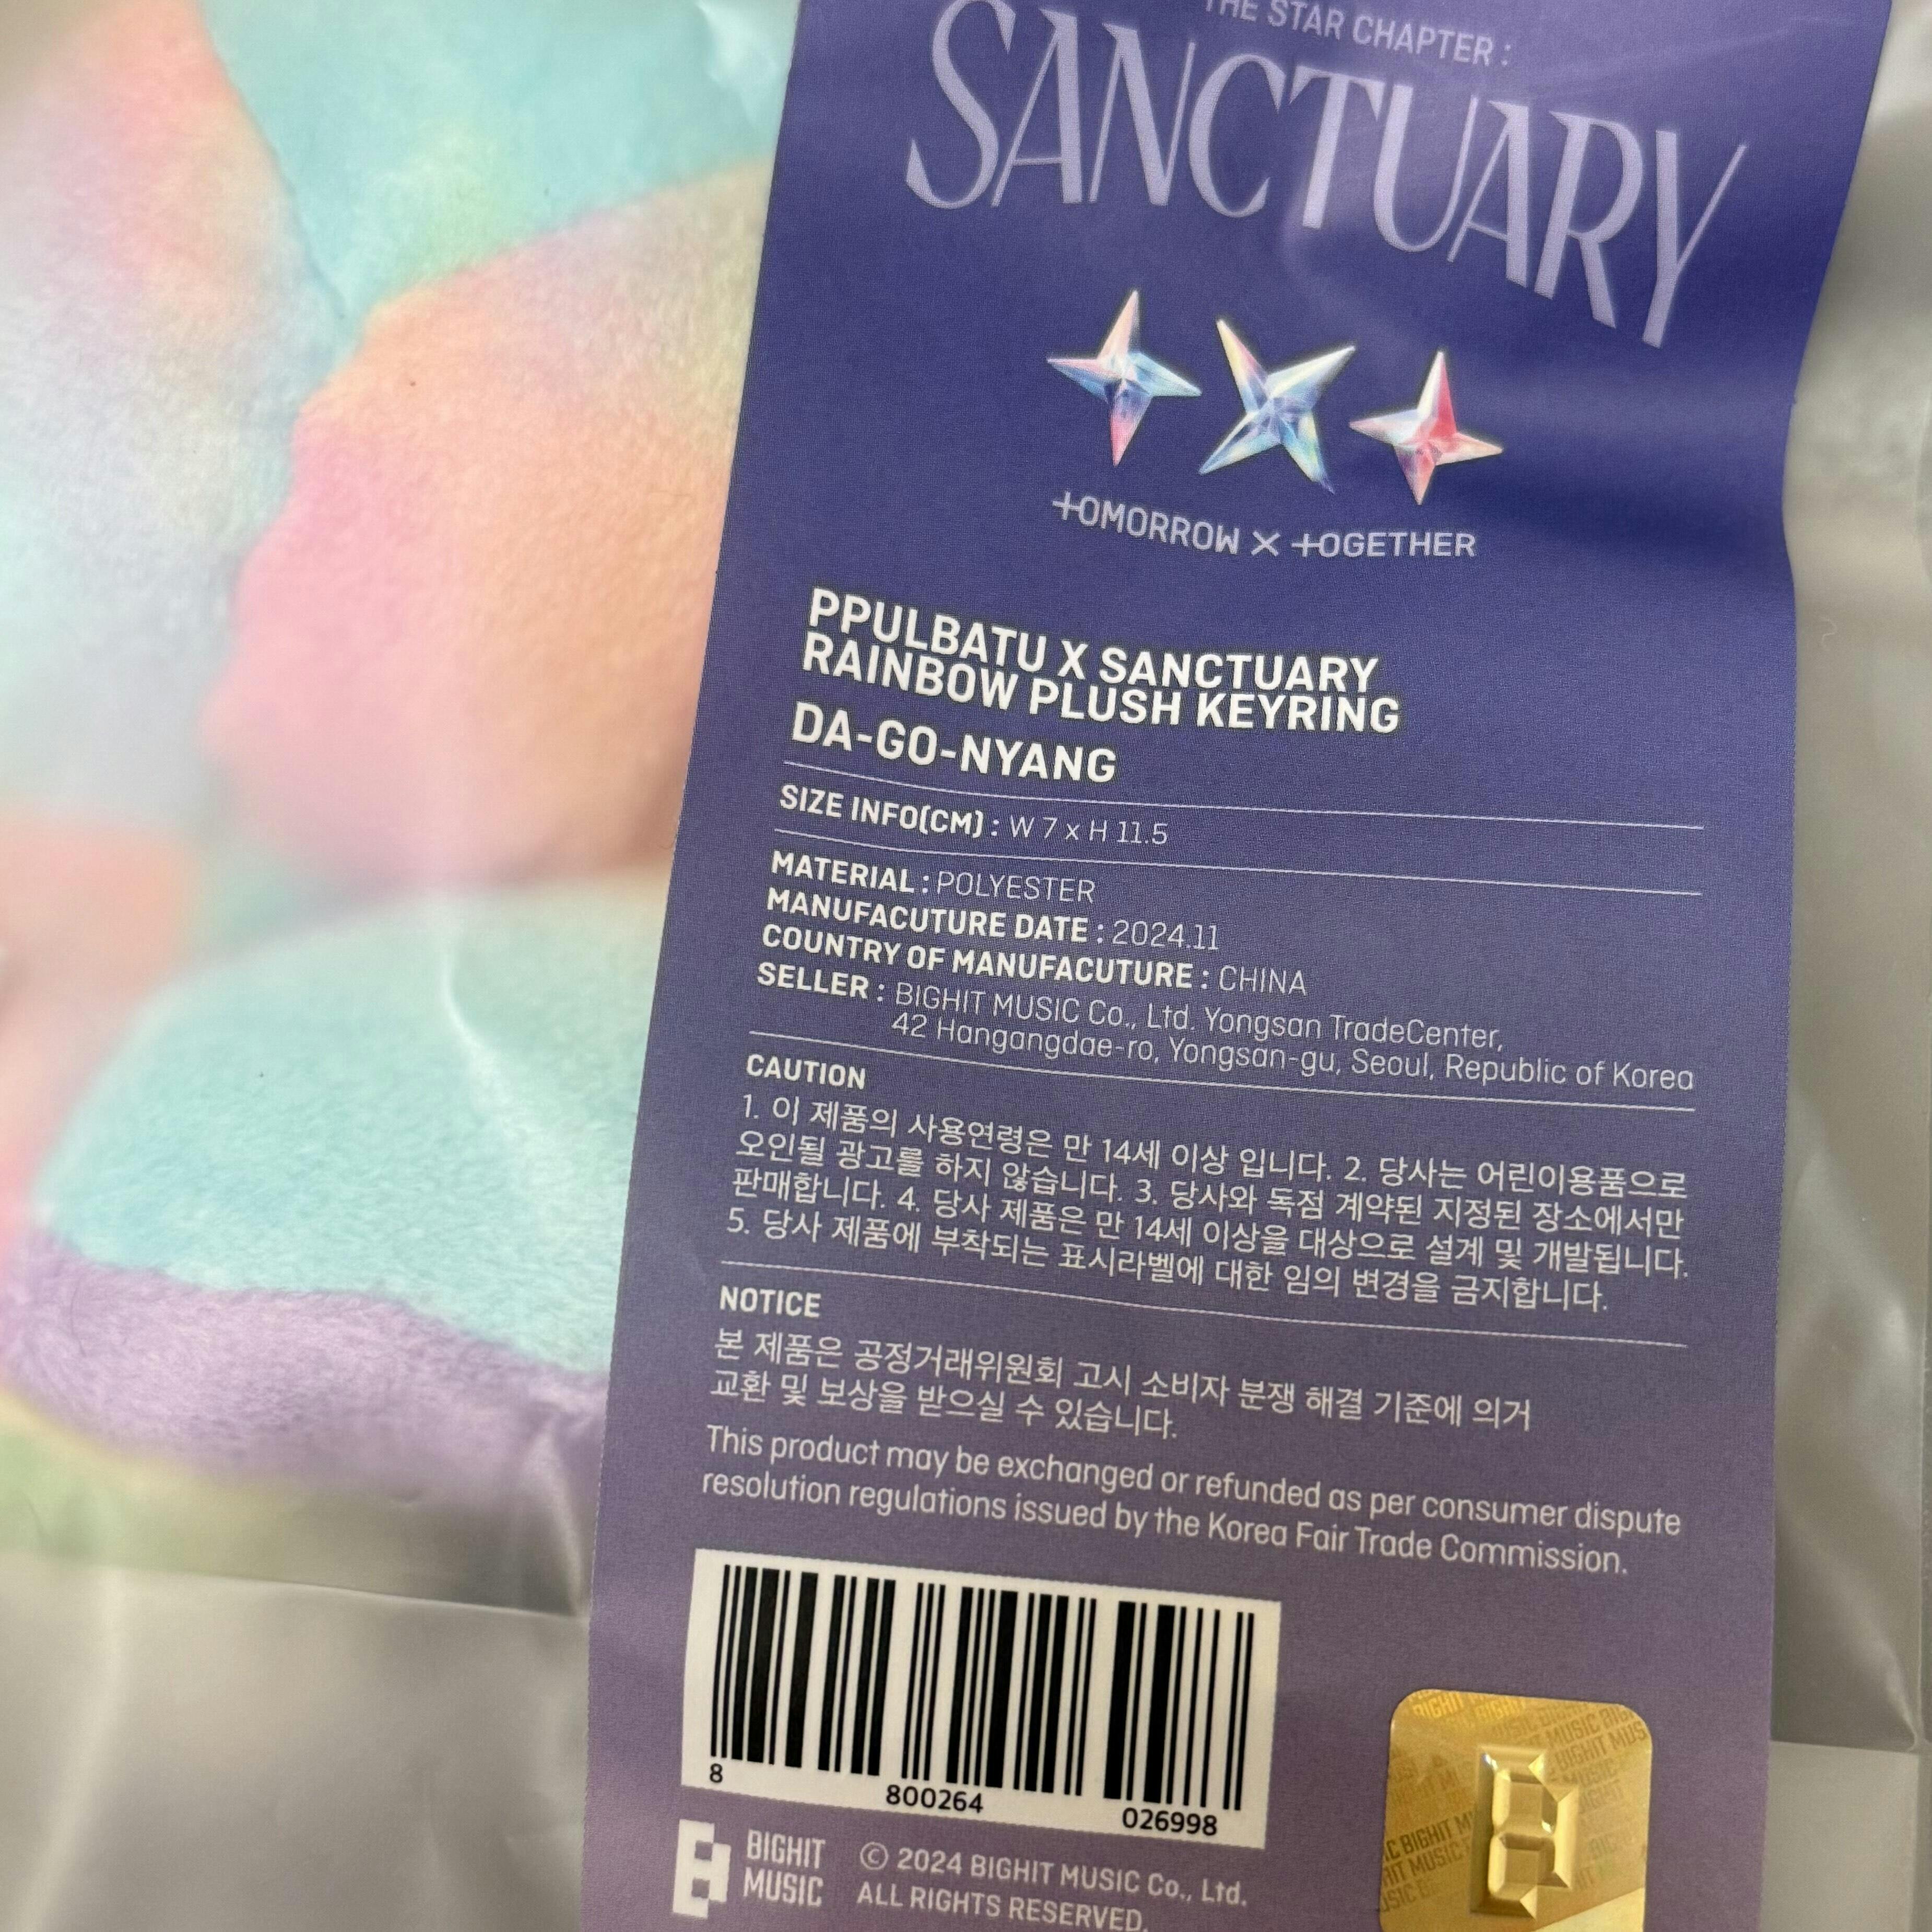 THE STAR CHAPTER :
SANCTUARY
TOMORROW X TOGETHER
PPULBATU X SANCTUARY
RAINBOW PLUSH KEYRING
DA-GO-NYANG
SIZE INFO(CM) : W 7 x H 11.5
MATERIAL : POLYESTER
MANUFACUTURE DATE : 2024.11
COUNTRY OF MANUFACUTURE : CHINA
SELLER : BIGHIT MUSIC Co., Ltd. Yongsan TradeCenter,
42 Hangangdae-ro, Yongsan-gu, Seoul, Republic of Korea
CAUTION
1. 이 제품의 사용연령은 만 14세 이상 입니다. 2. 당사는 어린이용품으로
오인될 광고를 하지 않습니다. 3. 당사와 독점 계약된 지정된 장소에서만
판매합니다. 4. 당사 제품은 만 14세 이상을 대상으로 설계 및 개발됩니다.
5. 당사 제품에 부착되는 표시라벨에 대한 임의 변경을 금지합니다.
NOTICE
본 제품은 공정거래위원회 고시 소비자 분쟁 해결 기준에 의거
교환 및 보상을 받으실 수 있습니다.
This product may be exchanged or refunded as per consumer dispute
resolution regulations issued by the Korea Fair Trade Commission.
8 800264 026998
BIGHIT
MUSIC
© 2024 BIGHIT MUSIC Co., Ltd.
ALL RIGHTS RESERVED.